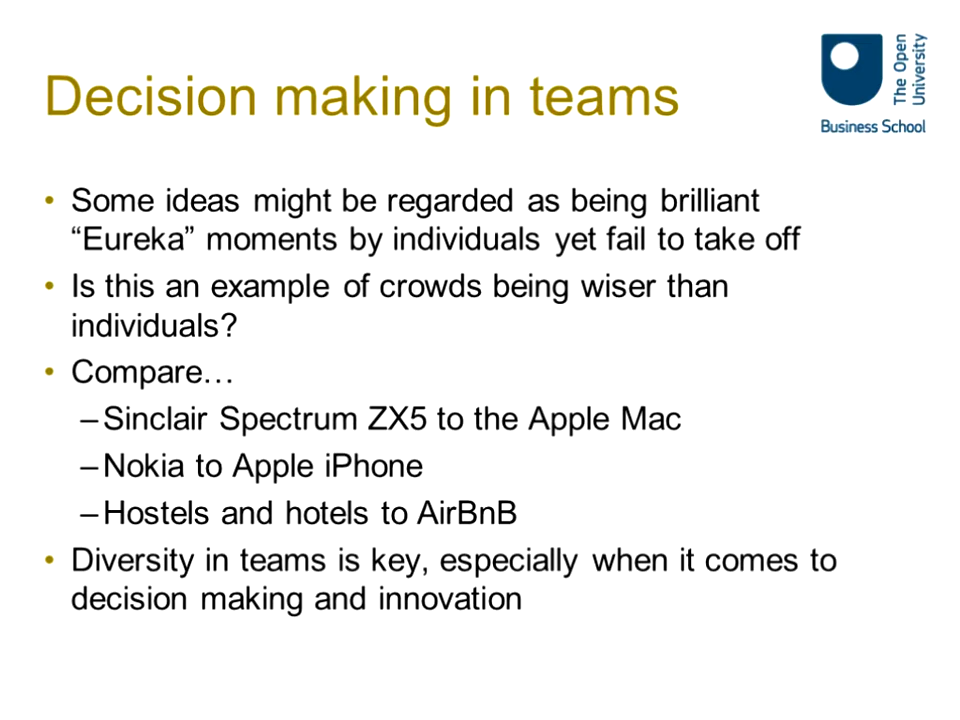 Decision making in teams
The Open
University
Business School
• Some ideas might be regarded as being brilliant
“Eureka” moments by individuals yet fail to take off
• Is this an example of crowds being wiser than
individuals?
• Compare…
– Sinclair Spectrum ZX5 to the Apple Mac
– Nokia to Apple iPhone
– Hostels and hotels to AirBnB
• Diversity in teams is key, especially when it comes to
decision making and innovation